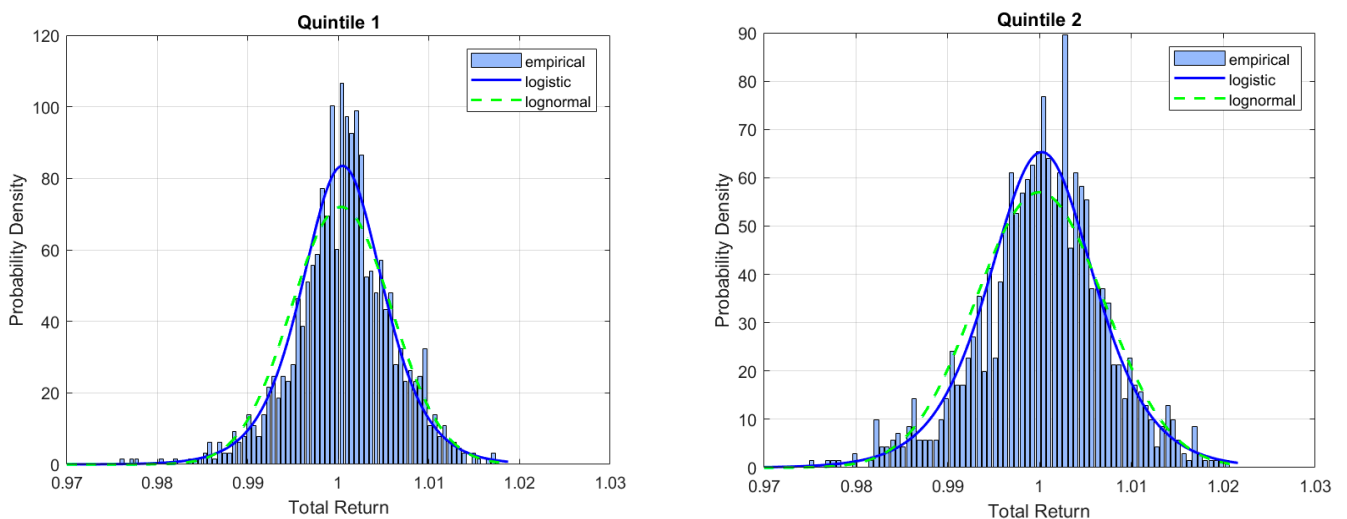 Quintile 1
120
100
80
60
40
20
0
Probability Density
empirical
logistic
lognormal
0.97 0.98 0.99 1 1.01 1.02 1.03
Total Return
Quintile 2
90
80
70
60
50
40
30
20
10
0
Probability Density
empirical
logistic
lognormal
0.97 0.98 0.99 1 1.01 1.02 1.03
Total Return